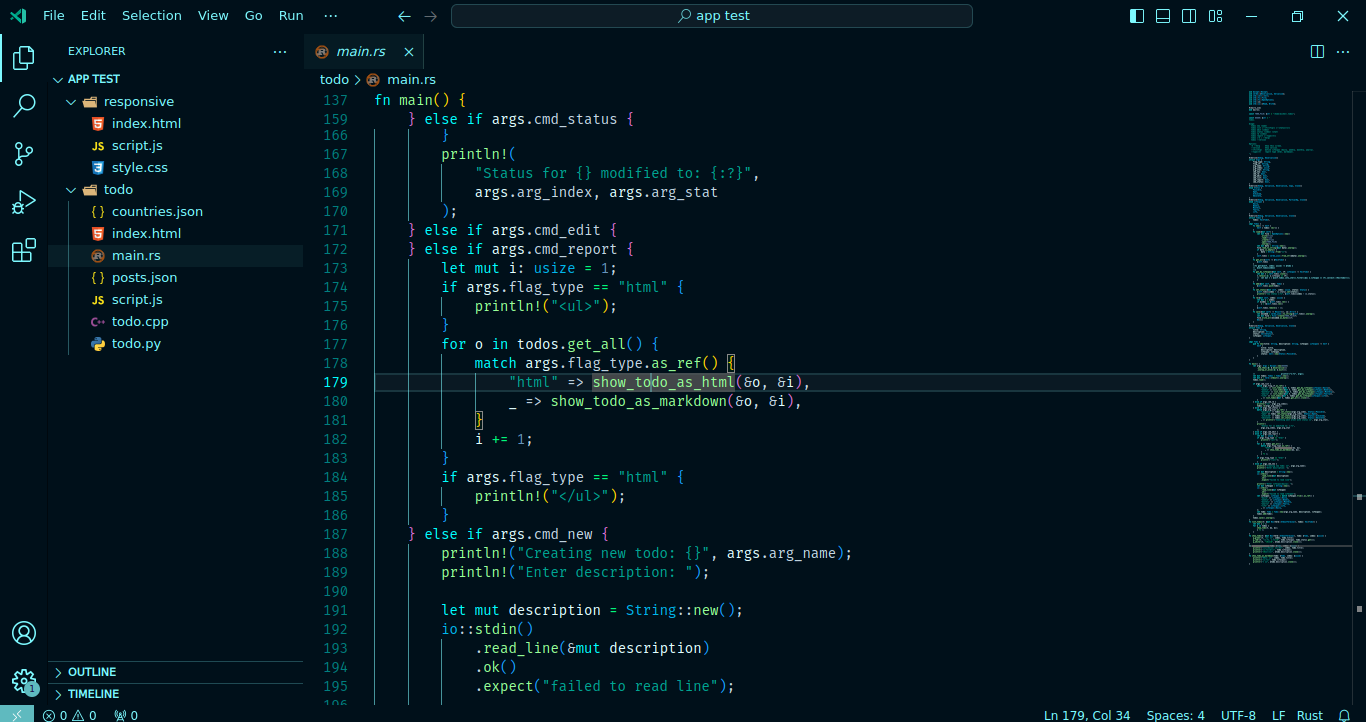 File Edit Selection View Go Run ··· app test
EXPLORER ···
APP TEST
responsive
index.html
JS script.js
style.css
todo
{ } countries.json
index.html
main.rs
{ } posts.json
JS script.js
C++ todo.cpp
todo.py
OUTLINE
TIMELINE
1
main.rs
todo > main.rs
137 fn main() {
159 } else if args.cmd_status {
166 }
167 println!(
168 "Status for {} modified to: {:?}",
169 args.arg_index, args.arg_stat
170 );
171 } else if args.cmd_edit {
172 } else if args.cmd_report {
173 let mut i: usize = 1;
174 if args.flag_type == "html" {
175 println!("<ul>");
176 }
177 for o in todos.get_all() {
178 match args.flag_type.as_ref() {
179 "html" => show_todo_as_html(&o, &i),
180 _ => show_todo_as_markdown(&o, &i),
181 }
182 i += 1;
183 }
184 if args.flag_type == "html" {
185 println!("</ul>");
186 }
187 } else if args.cmd_new {
188 println!("Creating new todo: {}", args.arg_name);
189 println!("Enter description: ");
190
191 let mut description = String::new();
192 io::stdin()
193 .read_line(&mut description)
194 .ok()
195 .expect("failed to read line");
196
0 0 0 Ln 179, Col 34 Spaces: 4 UTF-8 LF Rust